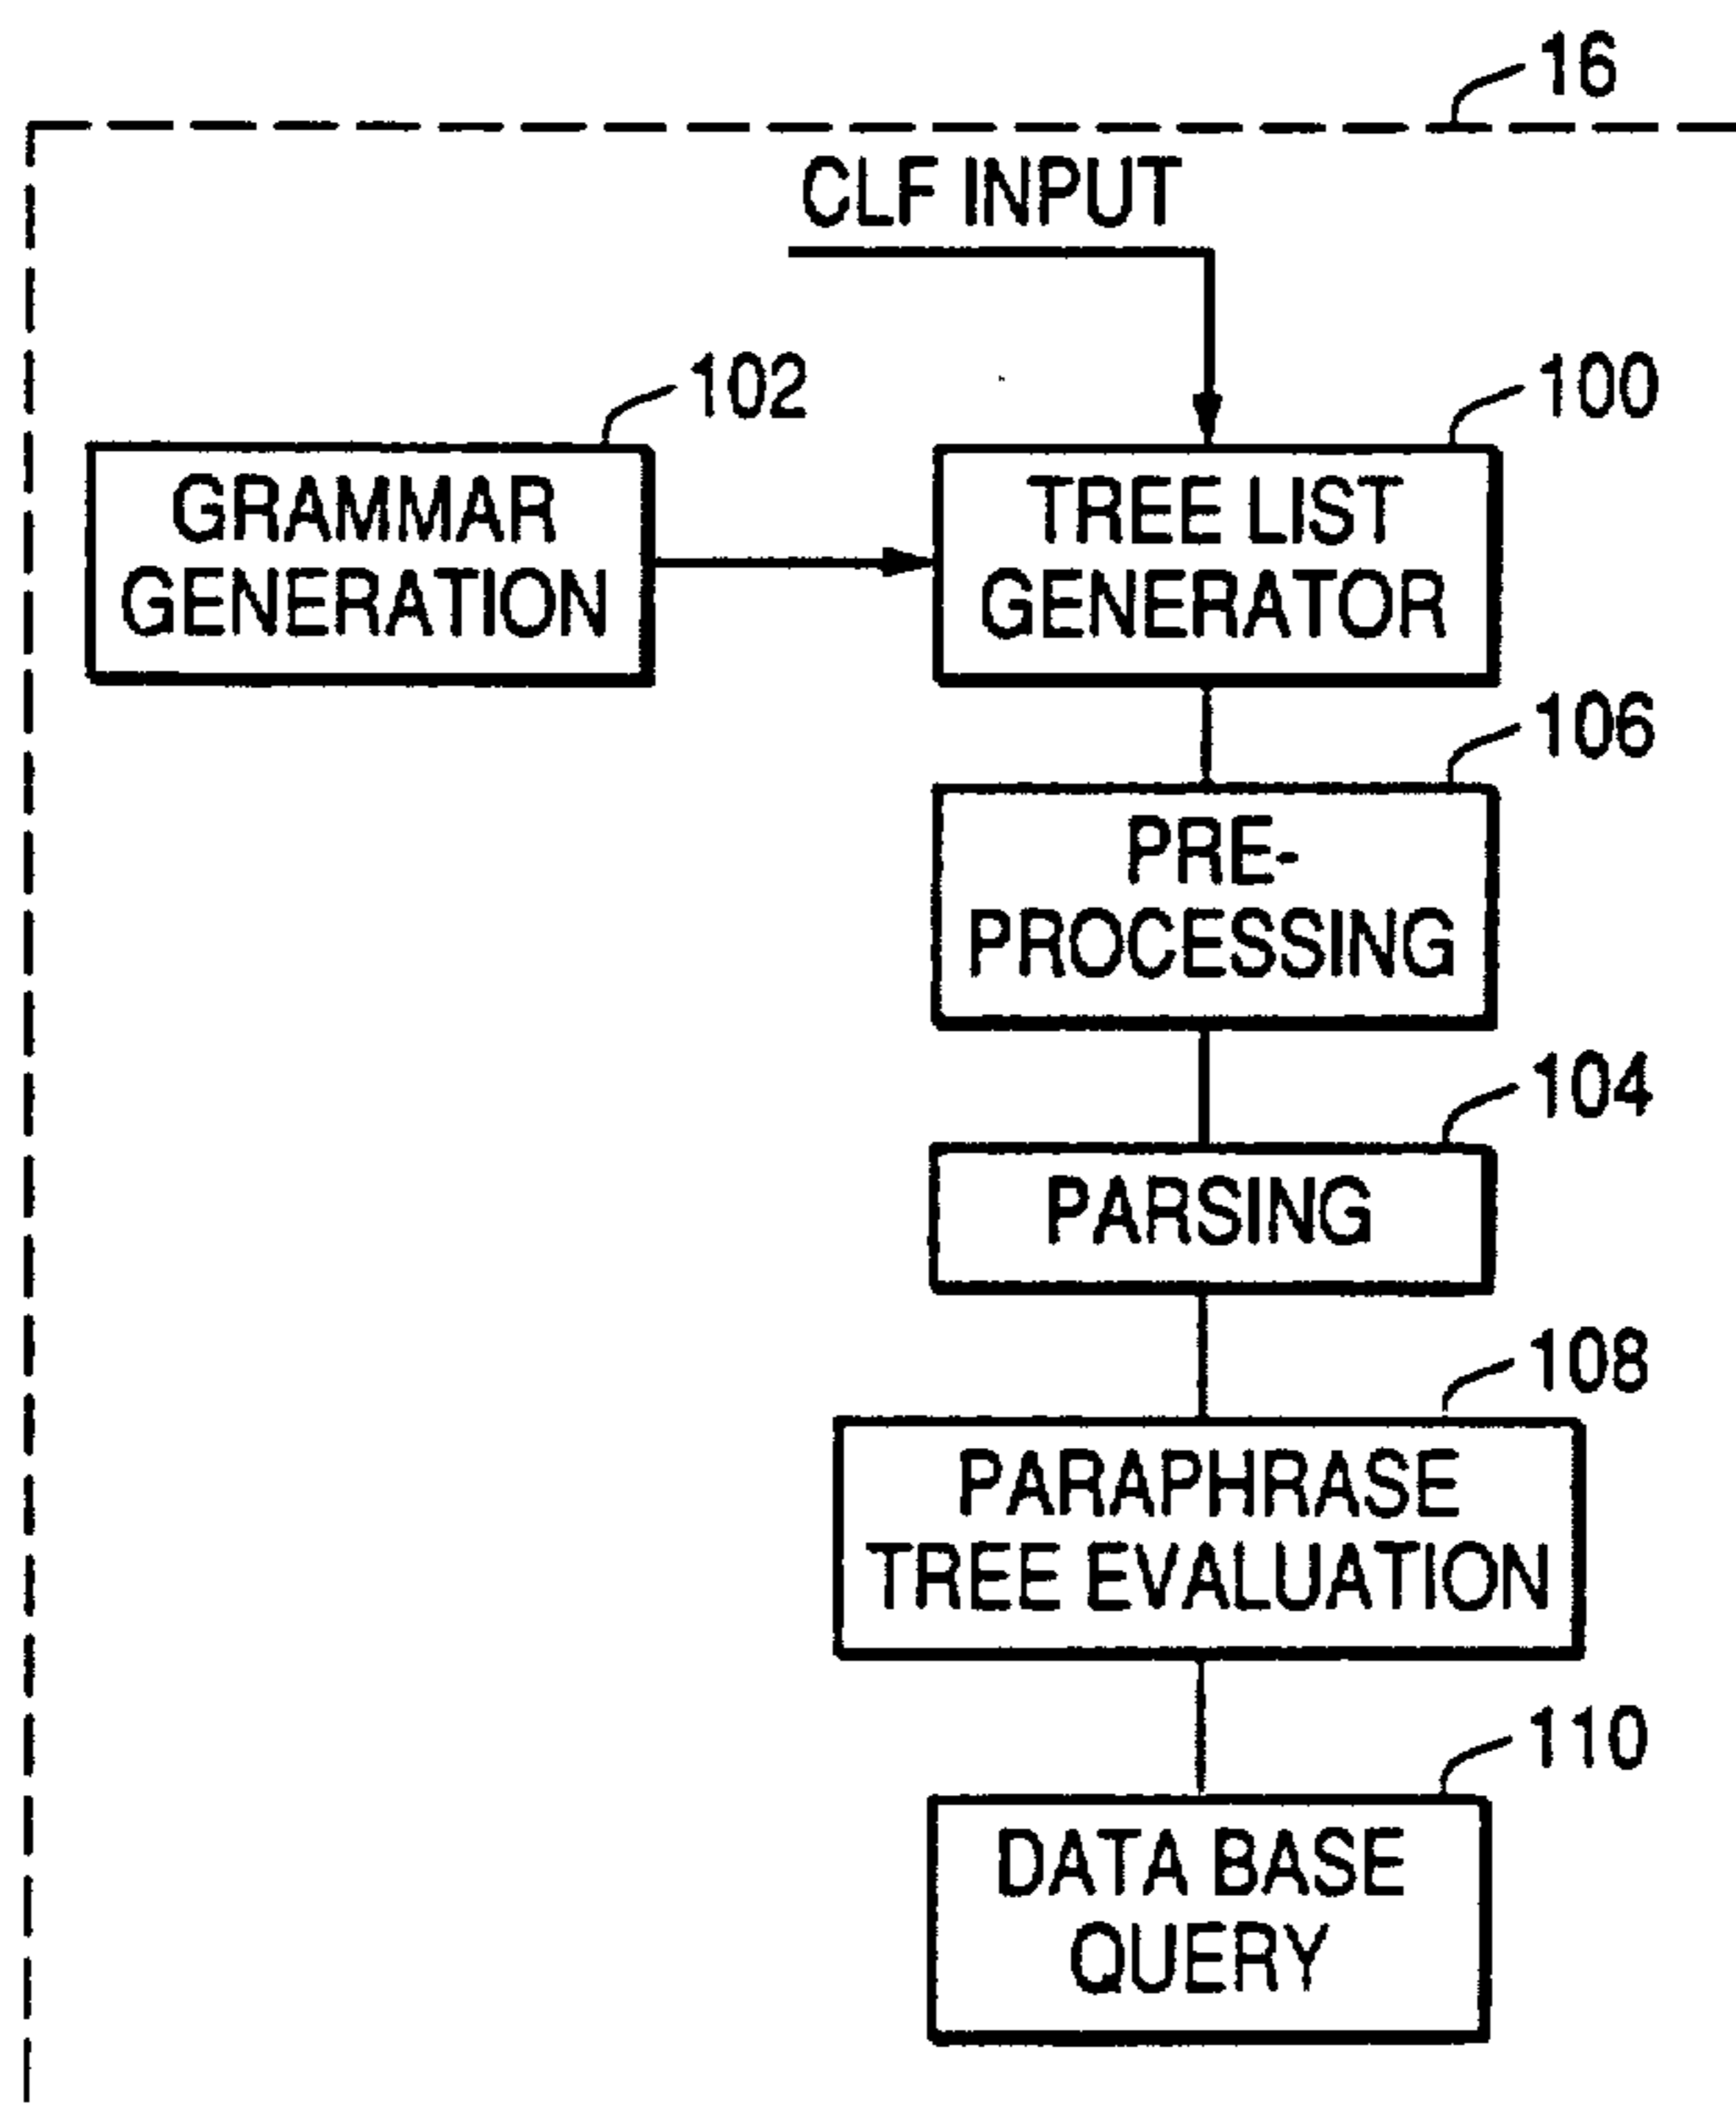 16
CLF INPUT
102
100
GRAMMAR
GENERATION
TREE LIST
GENERATOR
106
PRE-
PROCESSING
104
PARSING
108
PARAPHRASE
TREE EVALUATION
110
DATA BASE
QUERY